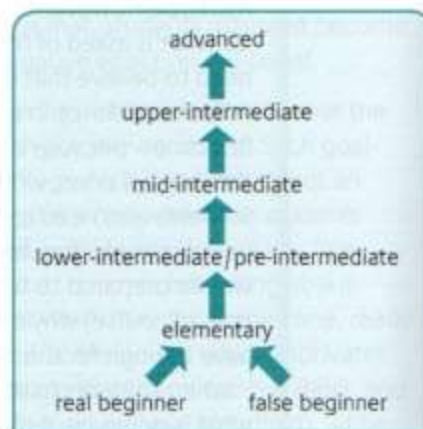 advanced
upper-intermediate
mid-intermediate
lower-intermediate/pre-intermediate
elementary
real beginner false beginner